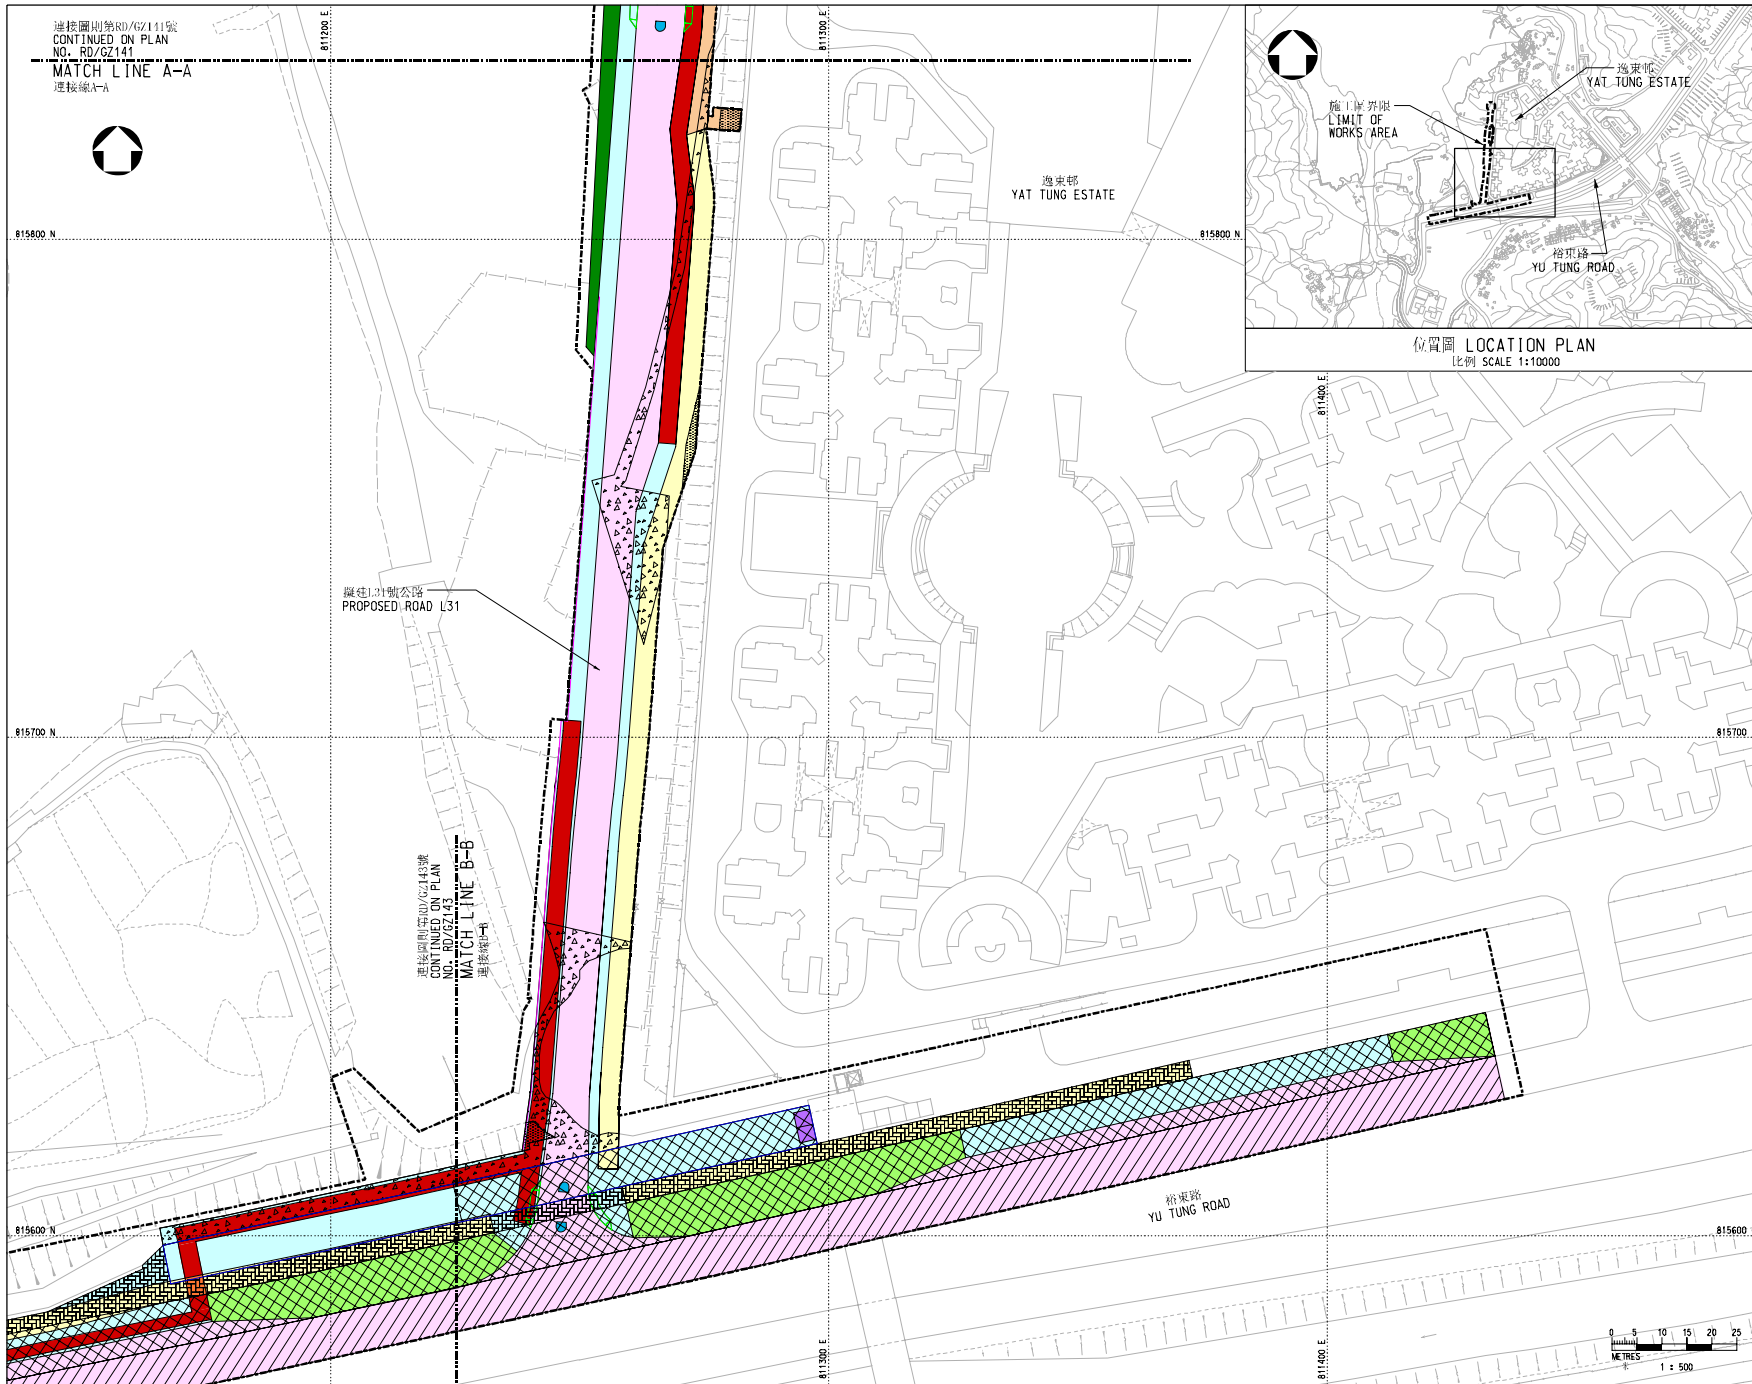 連接圖則第RD/GZ141號
CONTINUED ON PLAN
NO. RD/GZ141
MATCH LINE A-A
連接線A-A
811200 E
811300 E
逸東邨
YAT TUNG ESTATE
施工區界限
LIMIT OF
WORKS AREA
逸東邨
YAT TUNG ESTATE
裕東路
YU TUNG ROAD
位置圖 LOCATION PLAN
比例 SCALE 1:10000
815800 N
815800 N
811400 E
擬建L31號公路
PROPOSED ROAD L31
815700 N
815700
連接圖則第RD/GZ143號
CONTINUED ON PLAN
NO. RD/GZ143
MATCH LINE B-B
連接線B-B
裕東路
YU TUNG ROAD
815600 N
815600
811300 E
811400 E
0 5 10 15 20 25
METRES
米
1 : 500